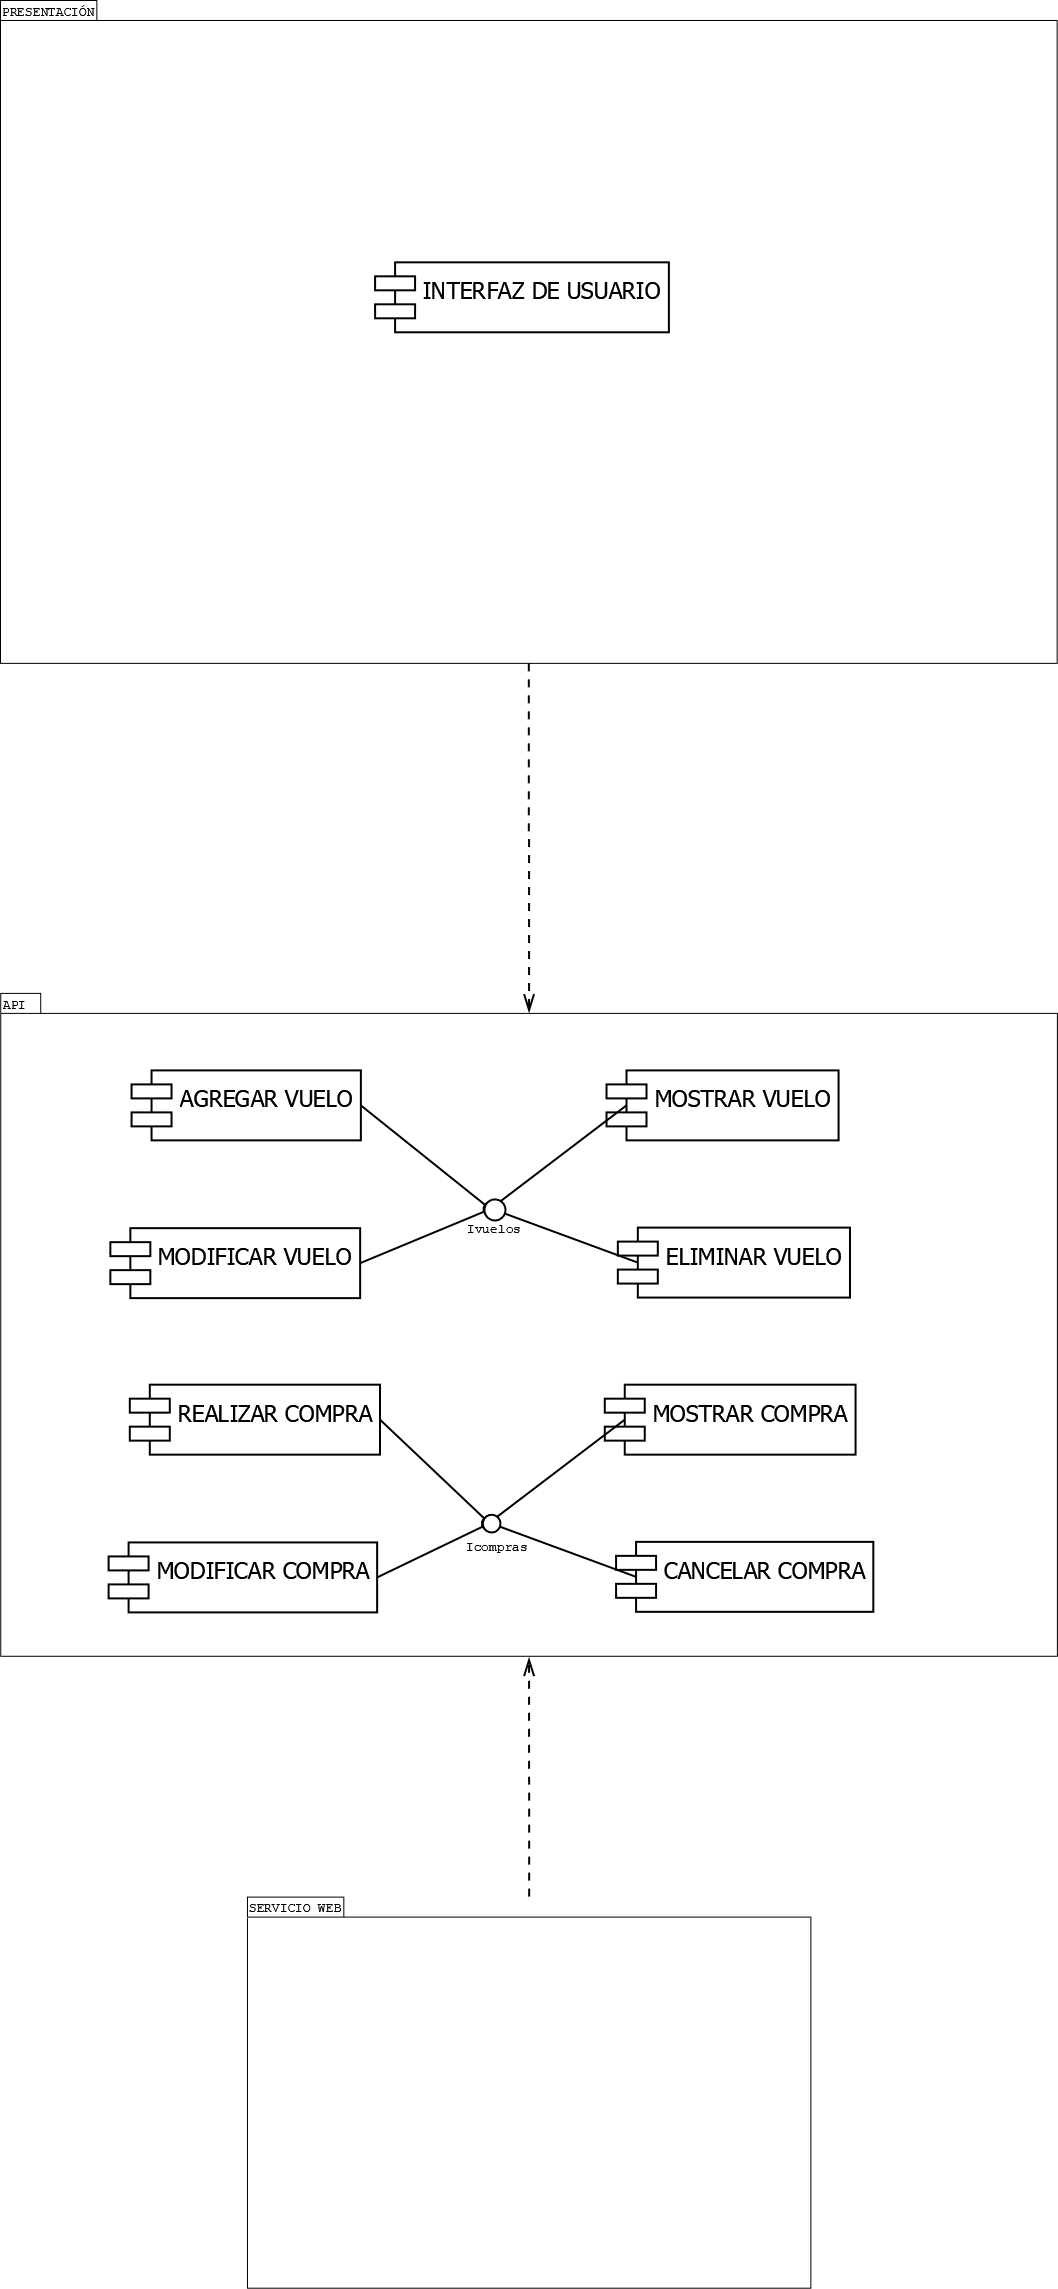 PRESENTACIÓN
INTERFAZ DE USUARIO
API
AGREGAR VUELO
MOSTRAR VUELO
Ivuelos
MODIFICAR VUELO
ELIMINAR VUELO
REALIZAR COMPRA
MOSTRAR COMPRA
Icompras
MODIFICAR COMPRA
CANCELAR COMPRA
SERVICIO WEB